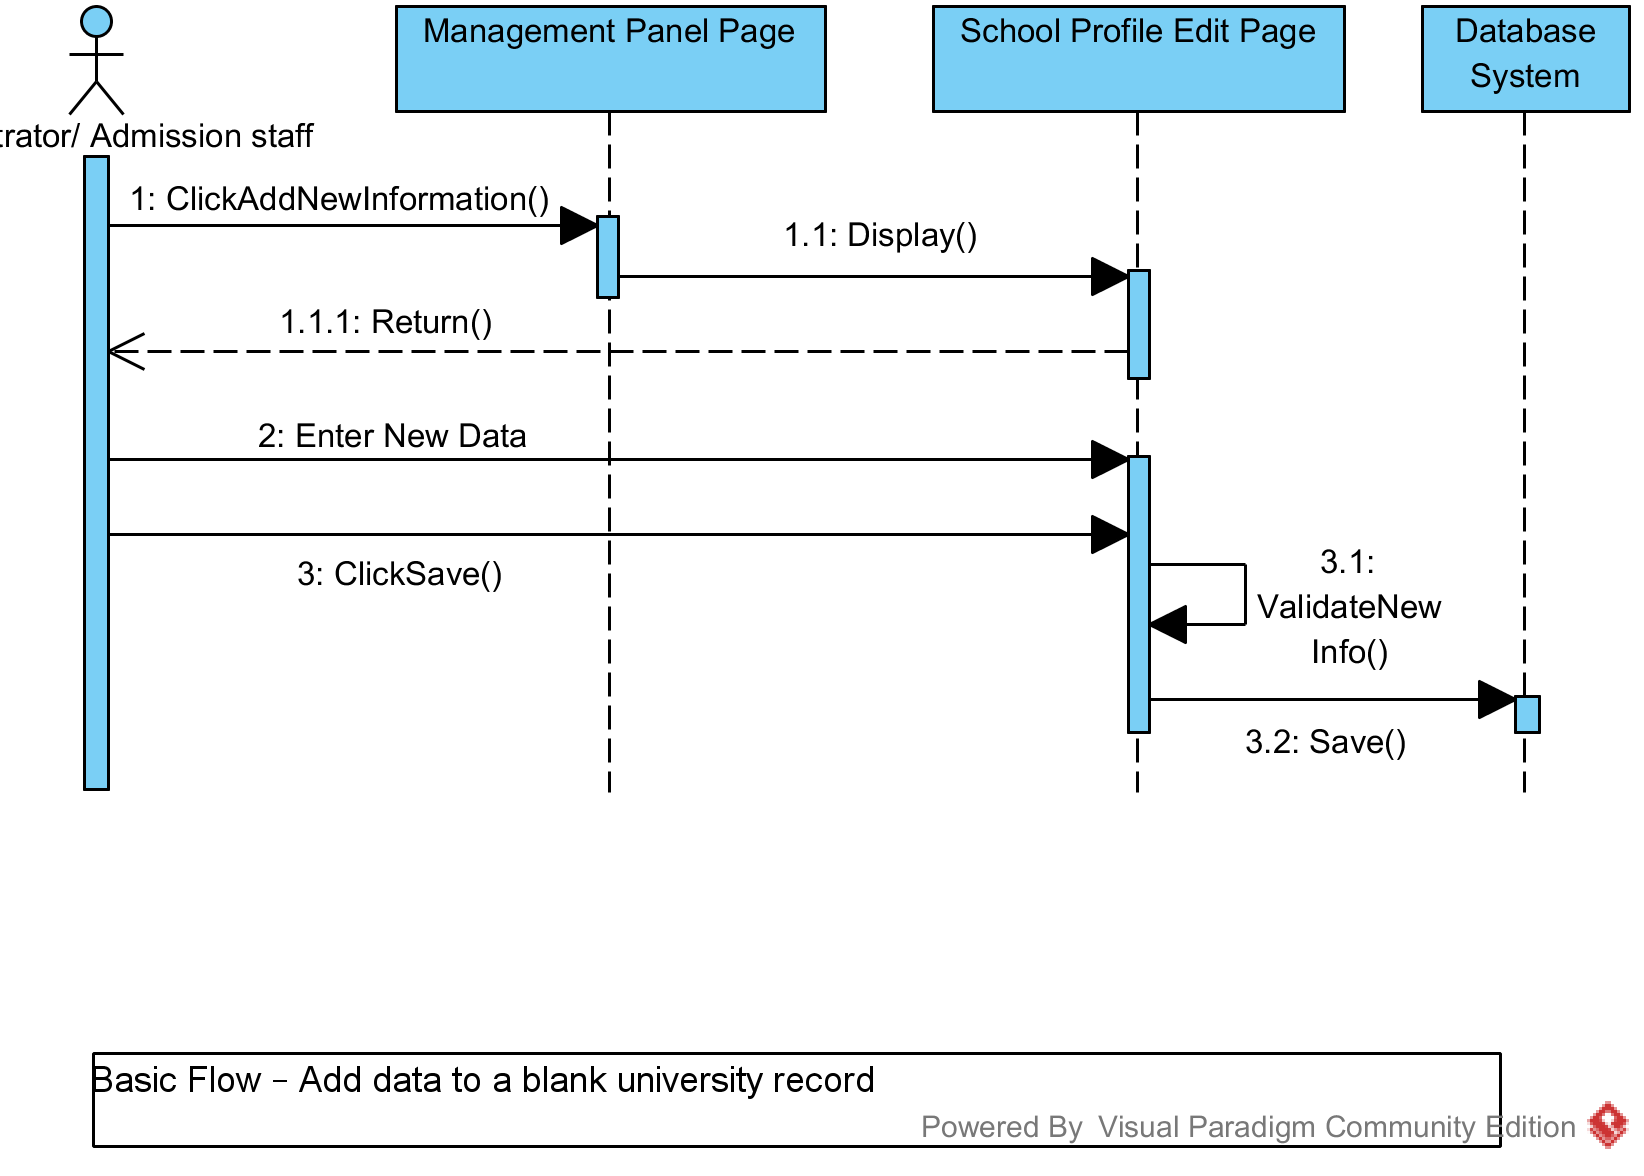 Management Panel Page
School Profile Edit Page
Database
System
trator/ Admission staff
1: ClickAddNewInformation()
1.1: Display()
1.1.1: Return()
2: Enter New Data
3: ClickSave()
3.1:
ValidateNew
Info()
3.2: Save()
Basic Flow – Add data to a blank university record
Powered By Visual Paradigm Community Edition